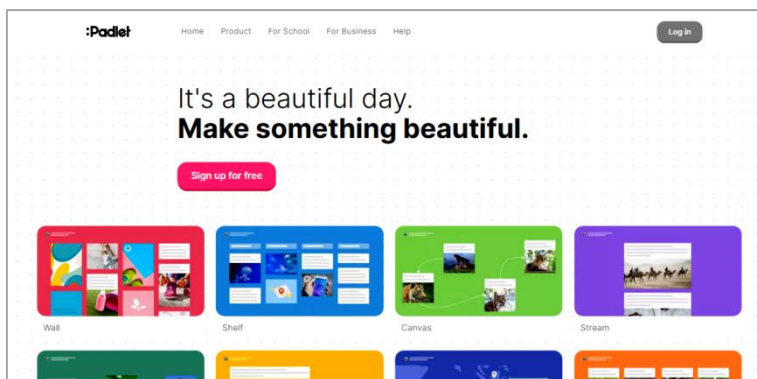 :Padlet
Home Product For School For Business Help
Log in
It's a beautiful day.
Make something beautiful.
Sign up for free
Wall Shelf Canvas Stream